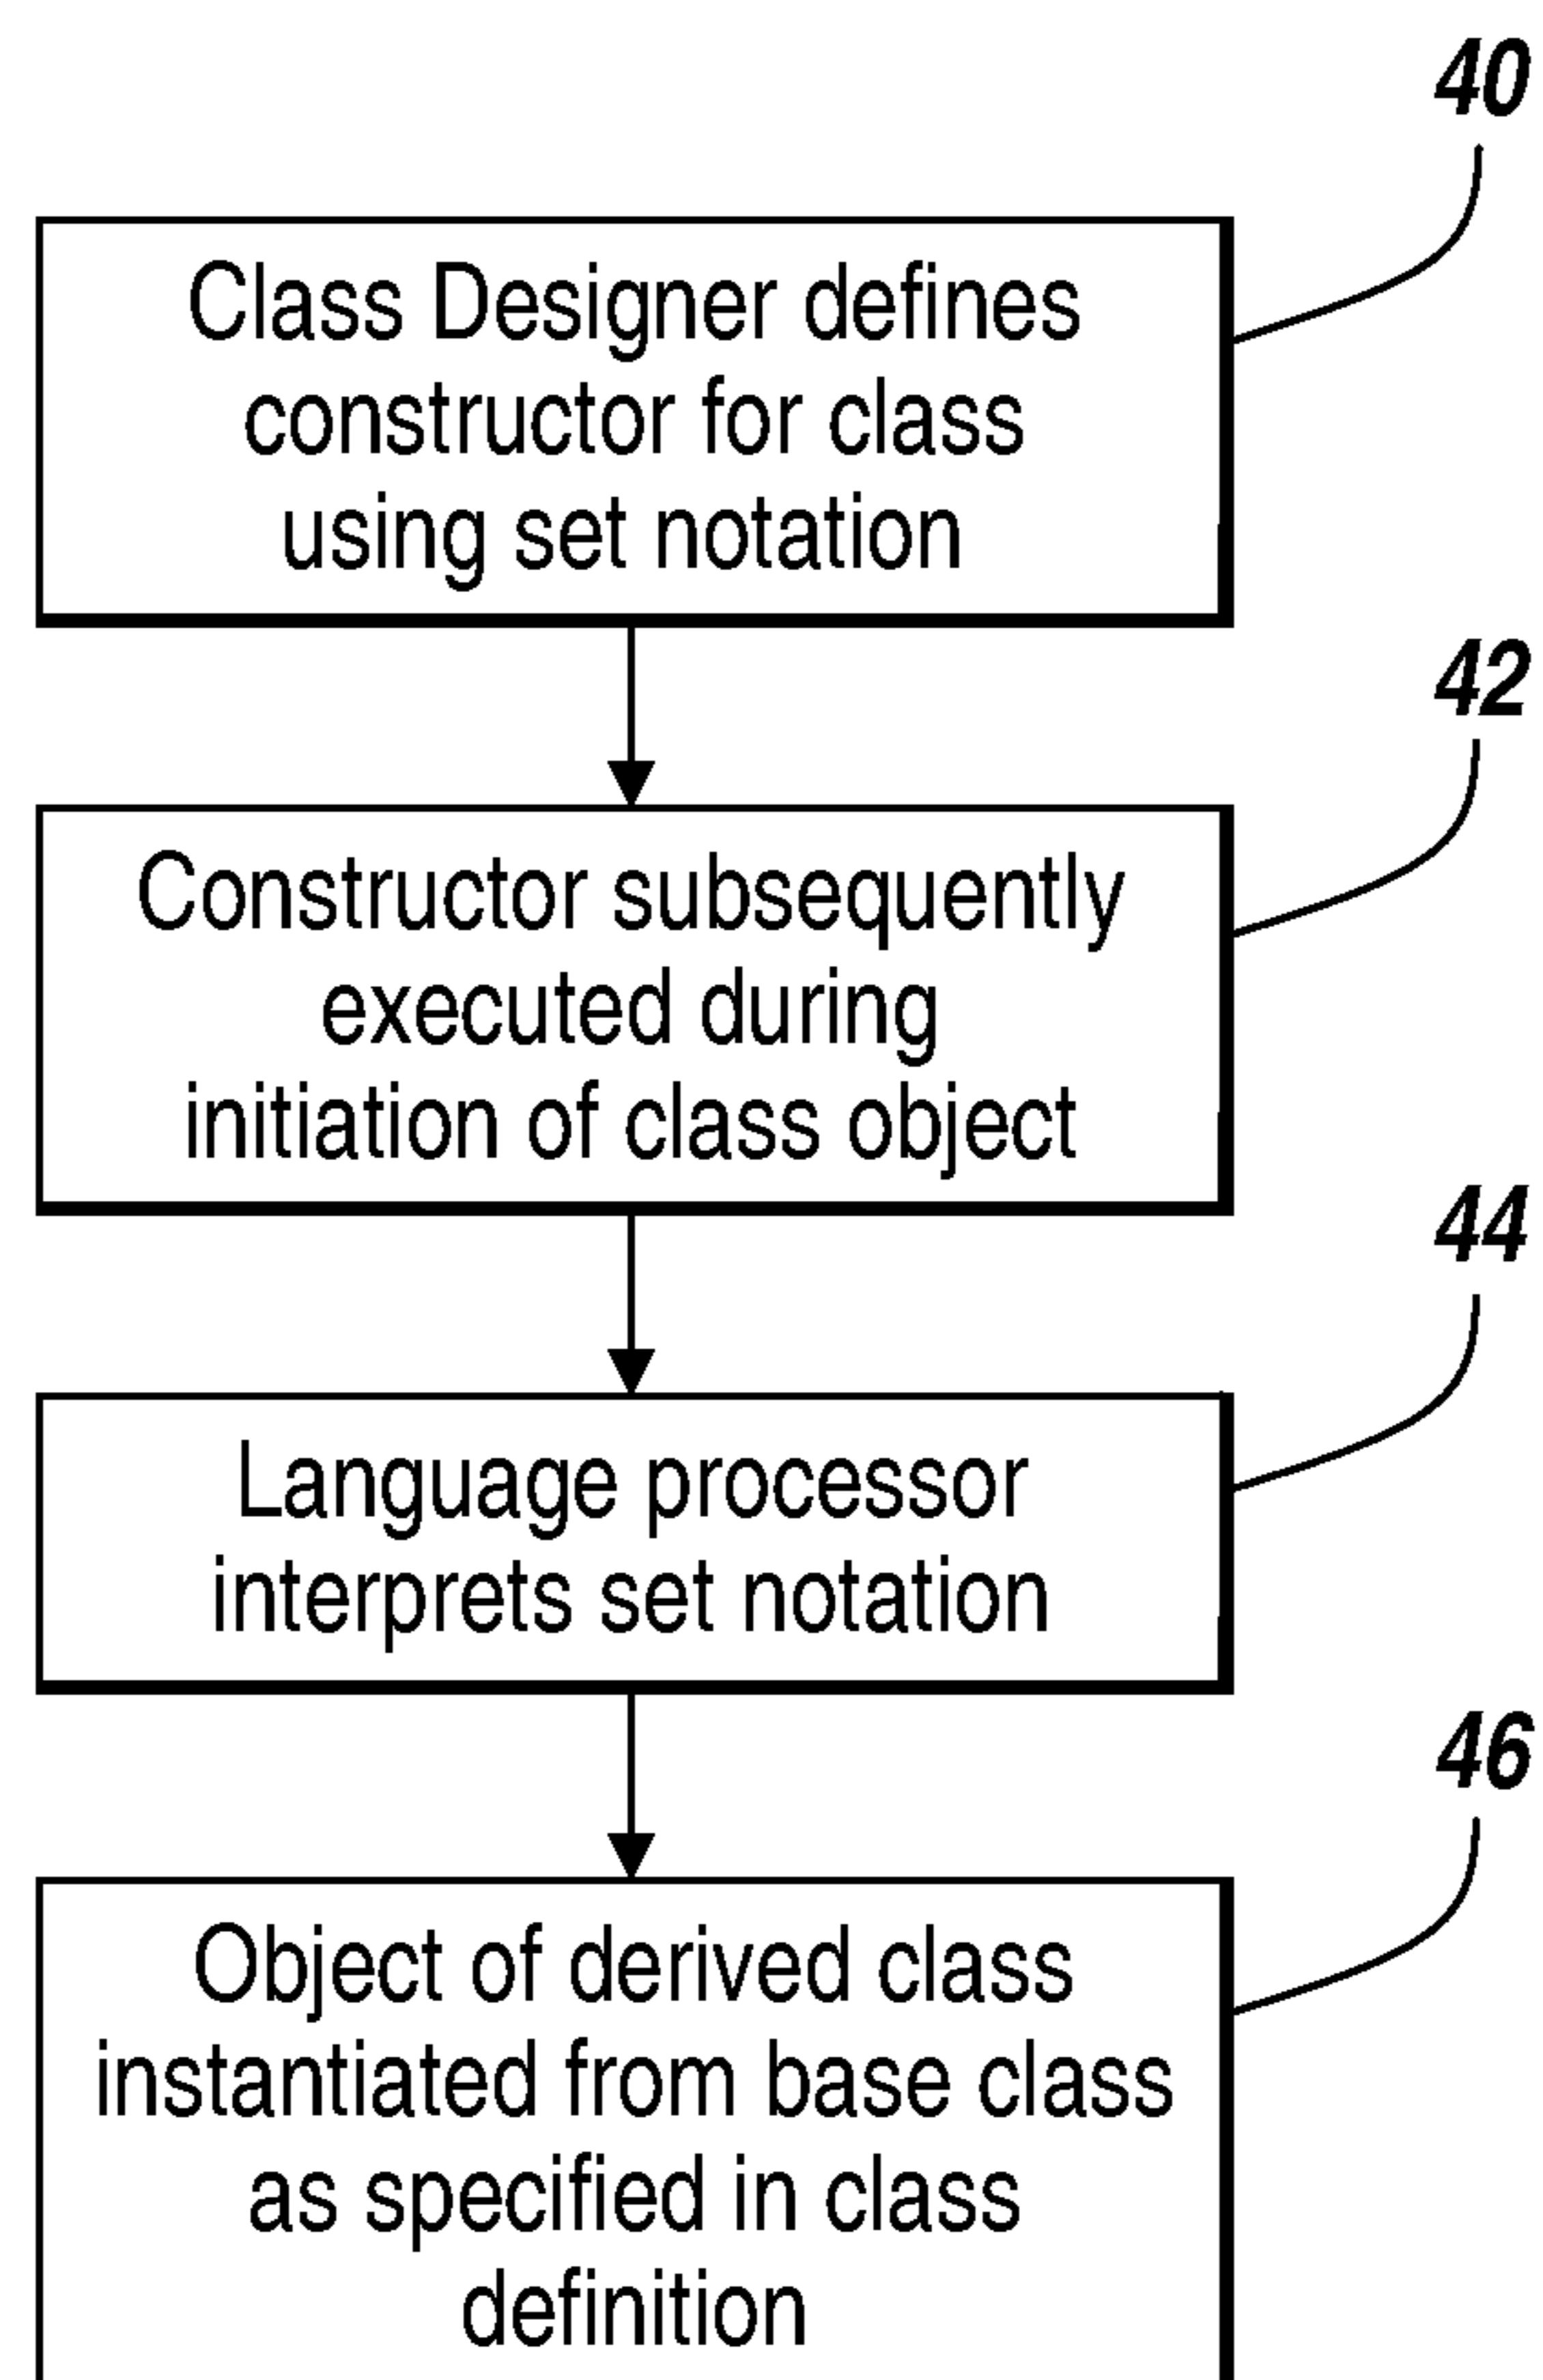 40
Class Designer defines
constructor for class
using set notation
42
Constructor subsequently
executed during
initiation of class object
44
Language processor
interprets set notation
46
Object of derived class
instantiated from base class
as specified in class
definition